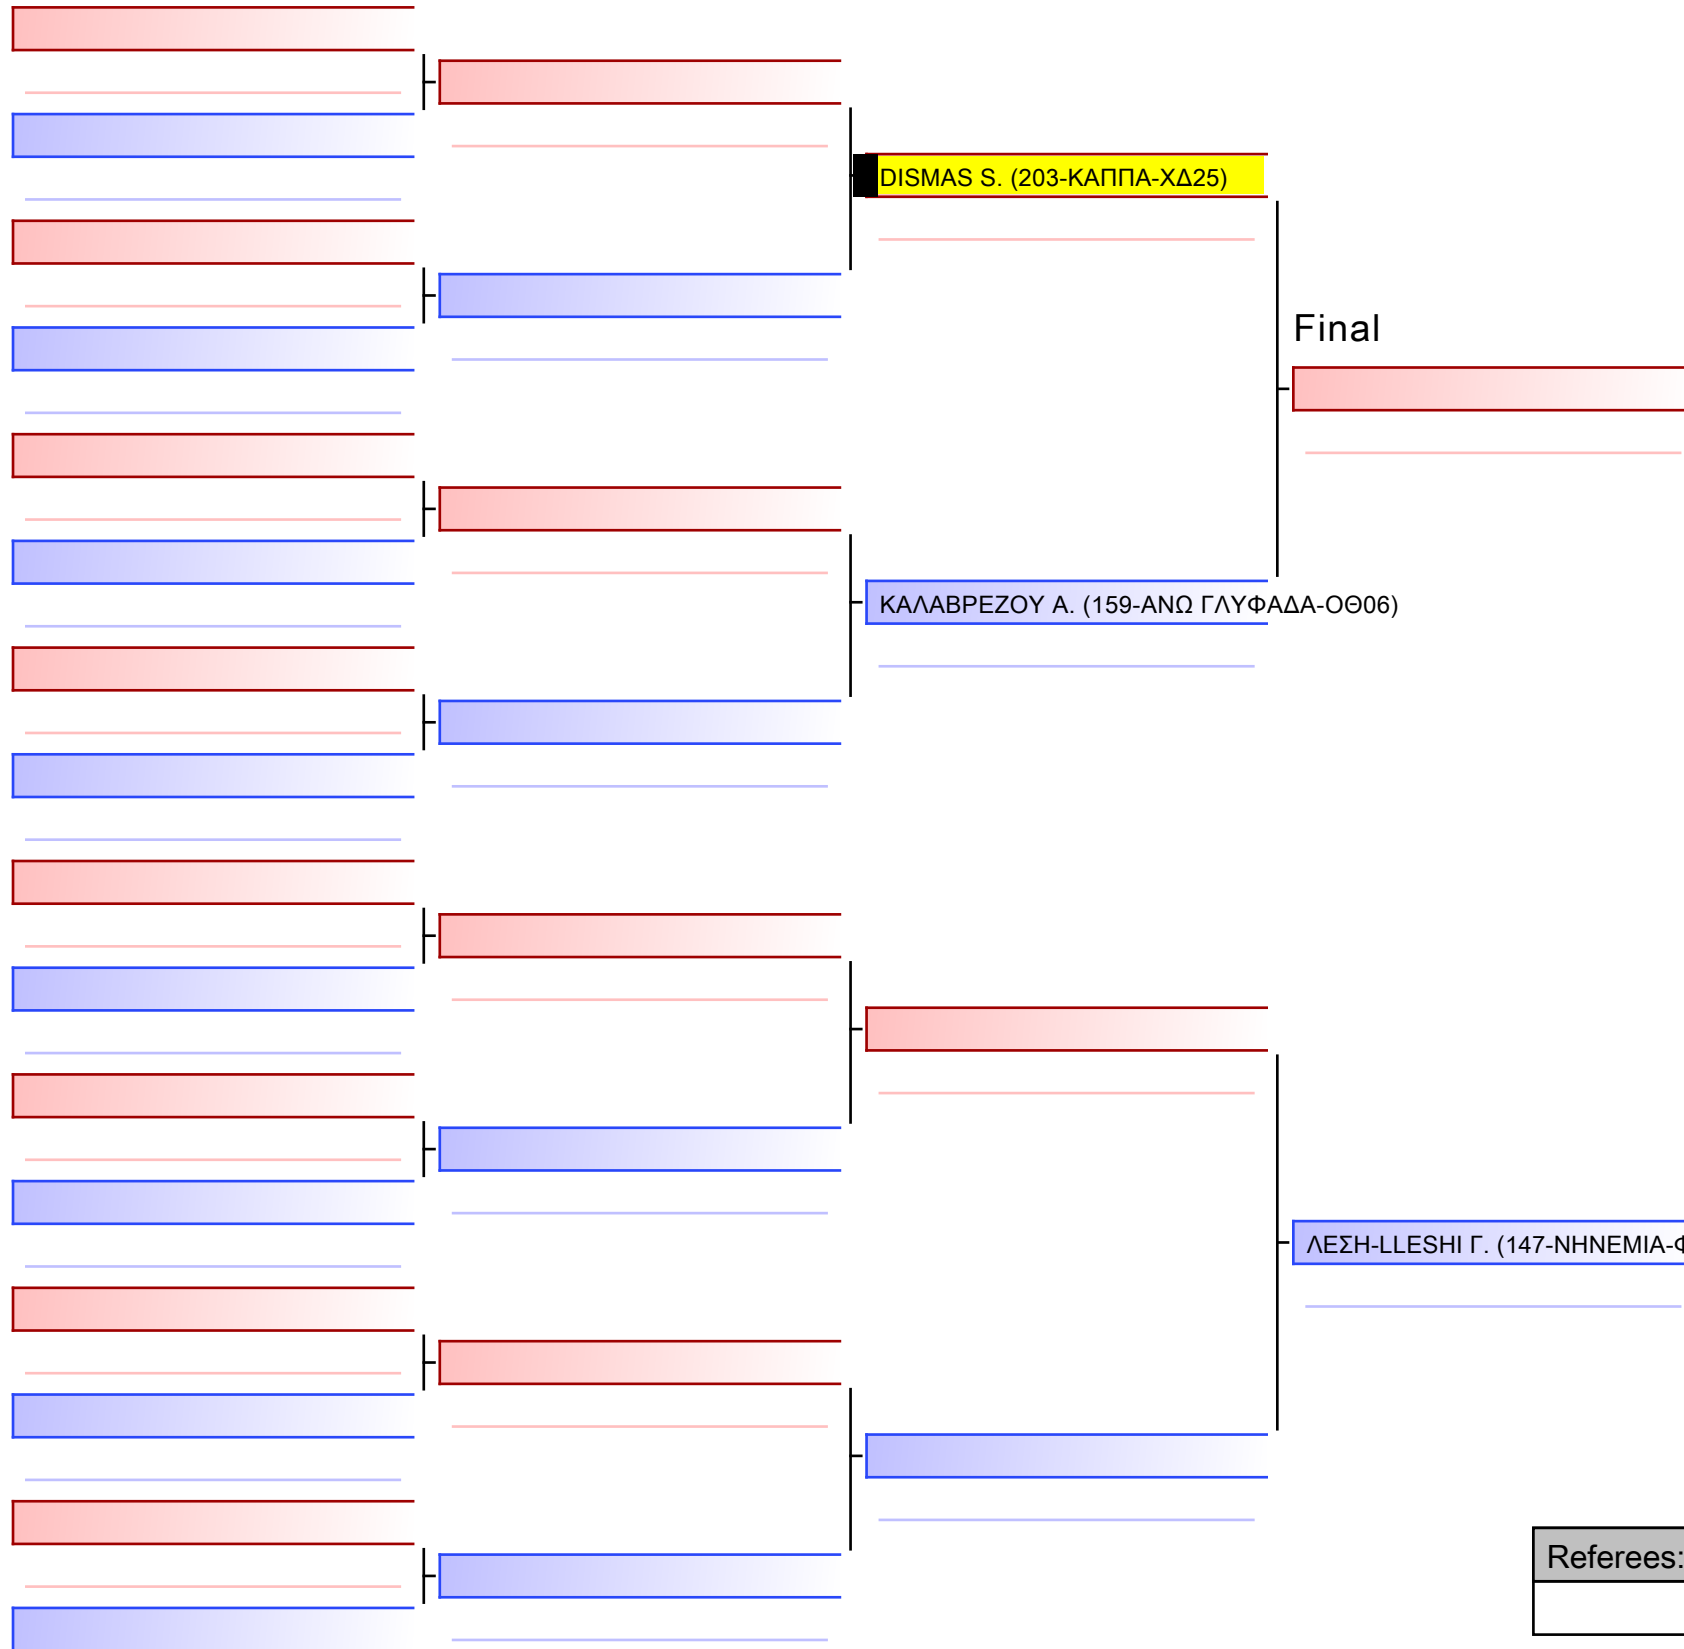 DISMAS S. (203-ΚΑΠΠΑ-ΧΔ25)
Final
ΚΑΛΑΒΡΕΖΟΥ Α. (159-ΑΝΩ ΓΛΥΦΑΔΑ-ΟΘ06)
ΛΕΣΗ-LLESHI Γ. (147-ΝΗΝΕΜΙΑ-
Referees: